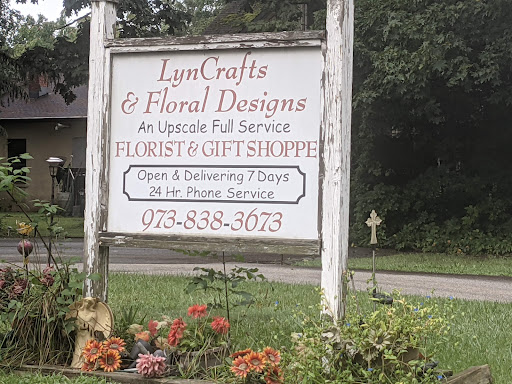 LynCrafts
& Floral Designs
An Upscale Full Service
FLORIST & GIFT SHOPPE
Open & Delivering 7 Days
24 Hr. Phone Service
973-838-3673